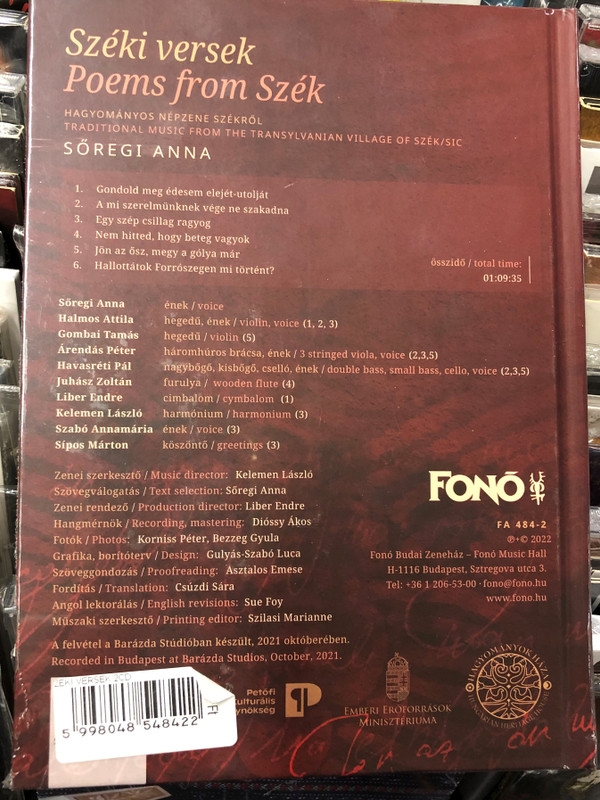 Széki versek
Poems from Szék
HAGYOMÁNYOS NÉPZENE SZÉKRŐL
TRADITIONAL MUSIC FROM THE TRANSYLVANIAN VILLAGE OF SZÉK/SIC
SŐREGI ANNA
1. Gondold meg édesem elejét-utolját
2. A mi szerelmünknek vége ne szakadna
3. Egy szép csillag ragyog
4. Nem hitted, hogy beteg vagyok
5. Jön az ősz, megy a gólya már
6. Hallottátok Forrószegen mi történt?
összidő / total time:
01:09:35
Sőregi Anna ének / voice
Halmos Attila hegedű, ének / violin, voice (1, 2, 3)
Gombai Tamás hegedű / violin (5)
Árendás Péter háromhúros brácsa, ének / 3 stringed viola, voice (2,3,5)
Havasréti Pál nagybőgő, kisbőgő, cselló, ének / double bass, small bass, cello, voice (2,3,5)
Juhász Zoltán furulya / wooden flute (4)
Liber Endre cimbalom / cymbalom (1)
Kelemen László harmónium / harmonium (3)
Szabó Annamária ének / voice (3)
Sípos Márton köszöntő / greetings (3)
Zenei szerkesztő / Music director: Kelemen László
Szövegválogatás / Text selection: Sőregi Anna
Zenei rendező / Production director: Liber Endre
Hangmérnök / Recording, mastering: Dióssy Ákos
Fotók / Photos: Korniss Péter, Bezzeg Gyula
Grafika, borítóterv / Design: Gulyás-Szabó Luca
Szöveggondozás / Proofreading: Asztalos Emese
Fordítás / Translation: Csűzdi Sára
Angol lektorálás / English revisions: Sue Foy
Műszaki szerkesztő / Printing editor: Szilasi Marianne
A felvétel a Barázda Stúdióban készült, 2021 októberében.
Recorded in Budapest at Barázda Studios, October, 2021.
FONÓ
FA 484-2
℗+© 2022
Fonó Budai Zeneház – Fonó Music Hall
H-1116 Budapest, Sztregova utca 3.
Tel: +36 1 206-53-00 · fono@fono.hu
www.fono.hu
ZEKI VERSEK 2CD
5 998048 548422
Ft
Petőfi
ulturális
ynökség
EMBERI ERŐFORRÁSOK
MINISZTÉRIUMA
HAGYOMÁNYOK HÁZA
HUNGARIAN HERITAGE HOUSE